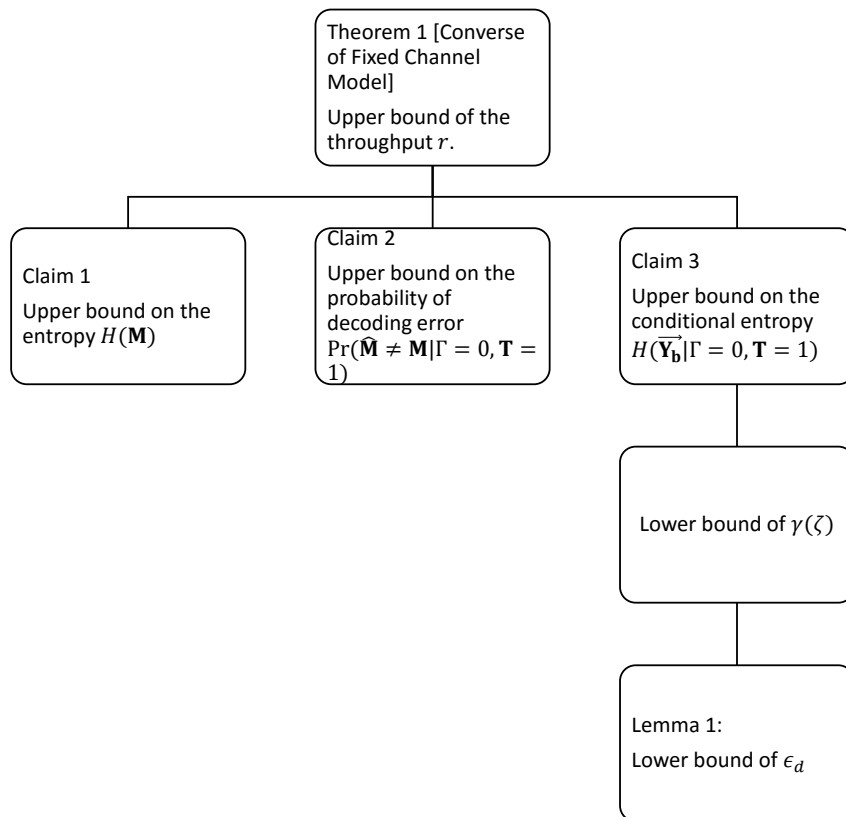 Theorem 1 [Converse
of Fixed Channel
Model]
Upper bound of the
throughput 𝑟.
Claim 1
Upper bound on the
entropy 𝐻(𝐌)
Claim 2
Upper bound on the
probability of
decoding error
Pr(𝐌̂ ≠ 𝐌|Γ = 0, 𝐓 =
1)
Claim 3
Upper bound on the
conditional entropy
𝐻(𝐘𝐛⃗|Γ = 0, 𝐓 = 1)
Lower bound of 𝛾(𝜁)
Lemma 1:
Lower bound of 𝜖𝑑